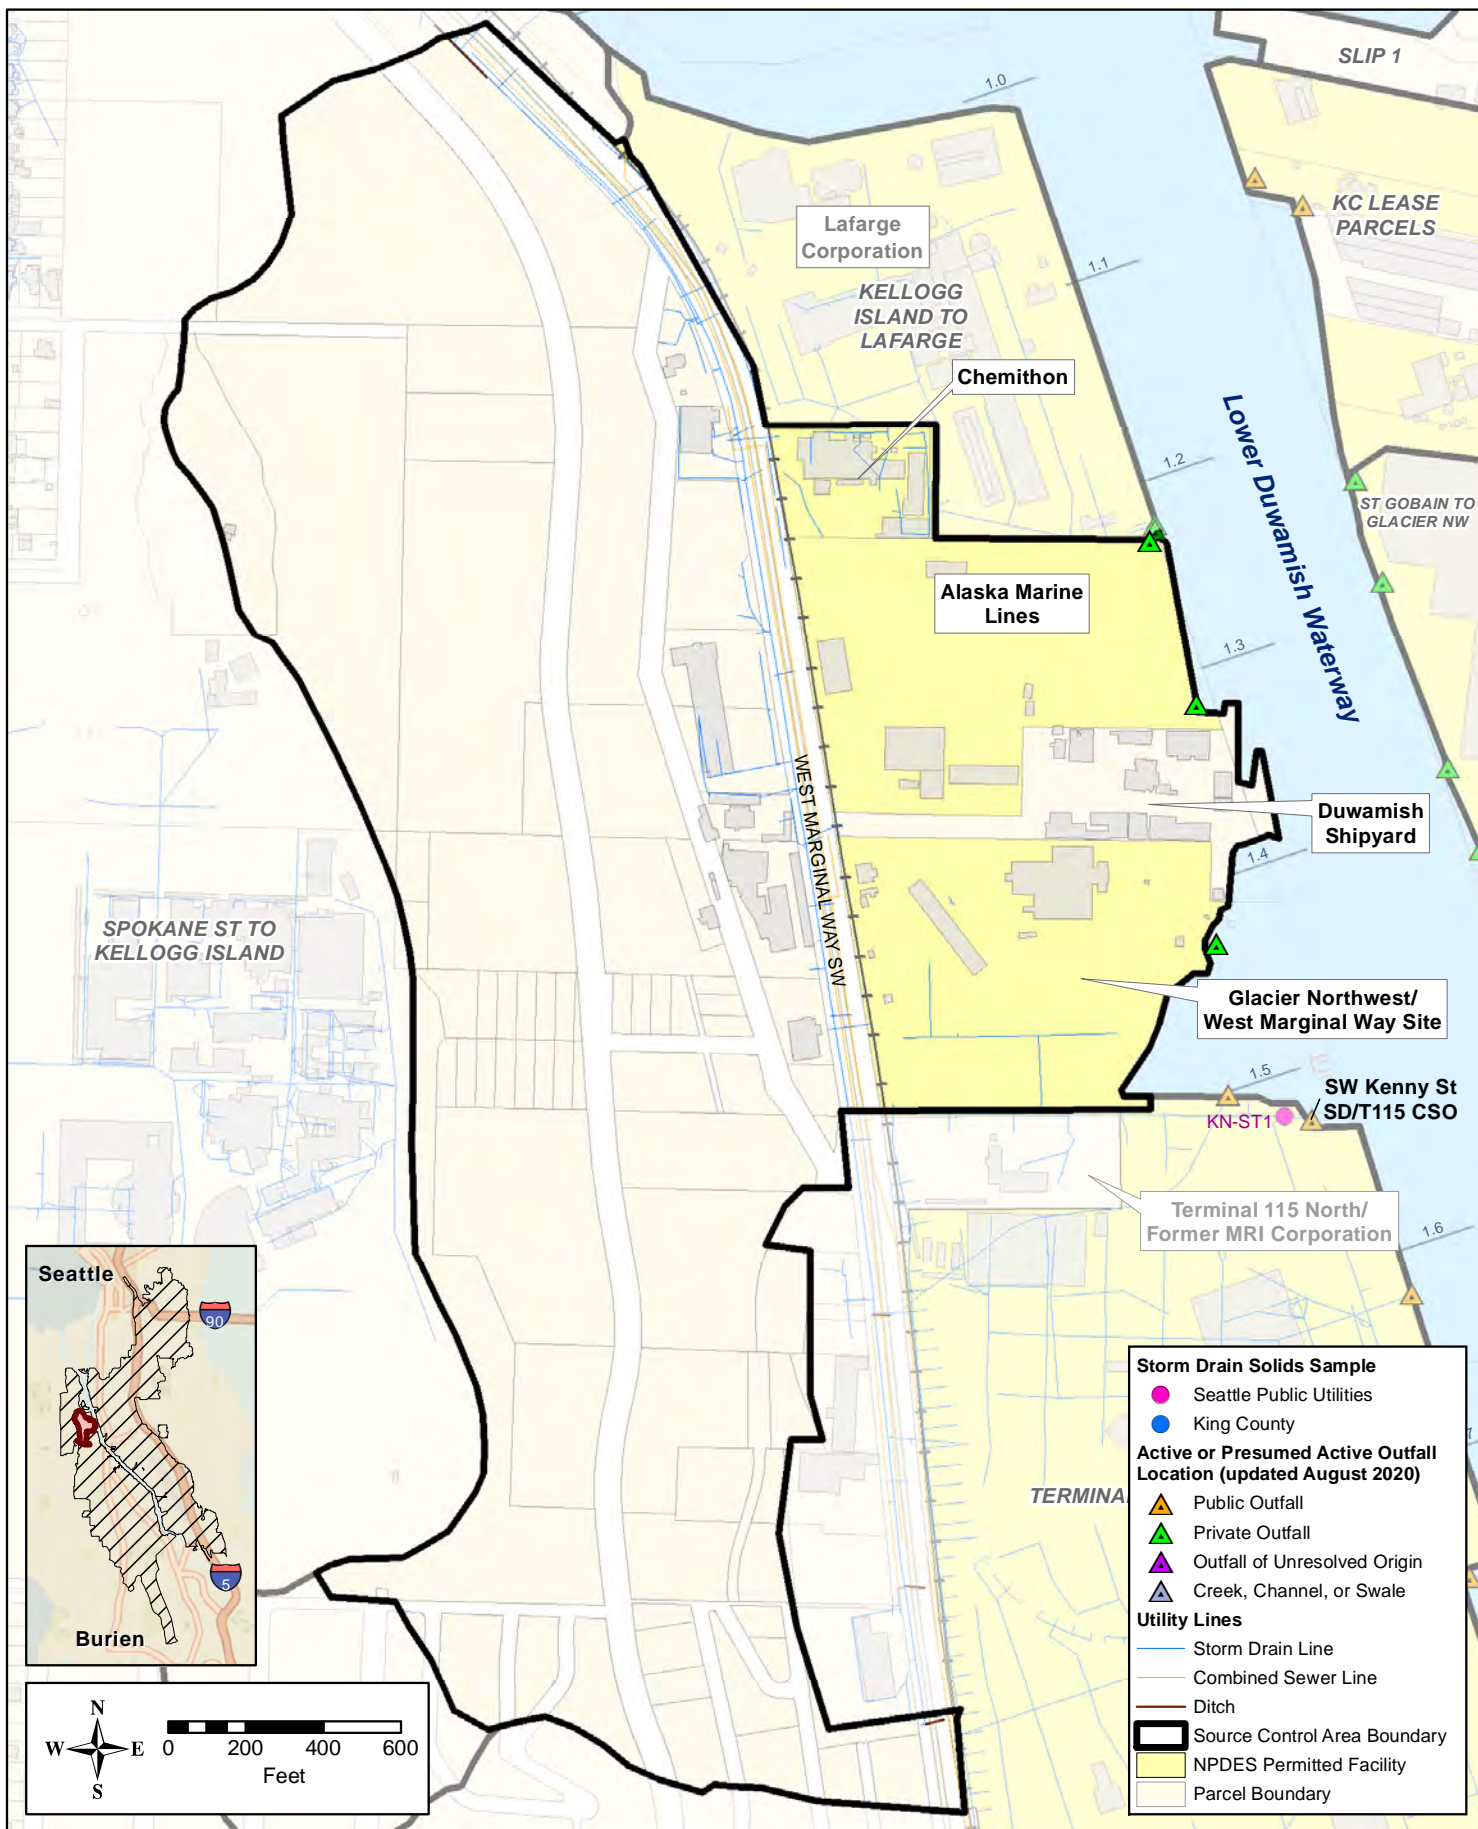 SLIP 1
1.0
KC LEASE
PARCELS
Lafarge
Corporation
1.1
KELLOGG
ISLAND TO
LAFARGE
Chemithon
1.2
Lower Duwamish Waterway
ST GOBAIN TO
GLACIER NW
Alaska Marine
Lines
1.3
WEST MARGINAL WAY SW
Duwamish
Shipyard
1.4
SPOKANE ST TO
KELLOGG ISLAND
Glacier Northwest/
West Marginal Way Site
1.5
SW Kenny St
SD/T115 CSO
KN-ST1
Terminal 115 North/
Former MRI Corporation
1.6
TERMINA
Seattle
90
5
Burien
N
W
E
S
0
200
400
600
Feet
Storm Drain Solids Sample
Seattle Public Utilities
King County
Active or Presumed Active Outfall
Location (updated August 2020)
Public Outfall
Private Outfall
Outfall of Unresolved Origin
Creek, Channel, or Swale
Utility Lines
Storm Drain Line
Combined Sewer Line
Ditch
Source Control Area Boundary
NPDES Permitted Facility
Parcel Boundary